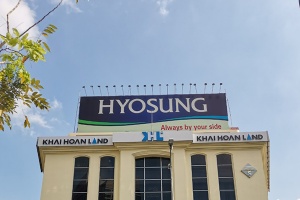 HYOSUNG
Always by your side
KHAI HOAN LAND
KHAI HOAN LAND